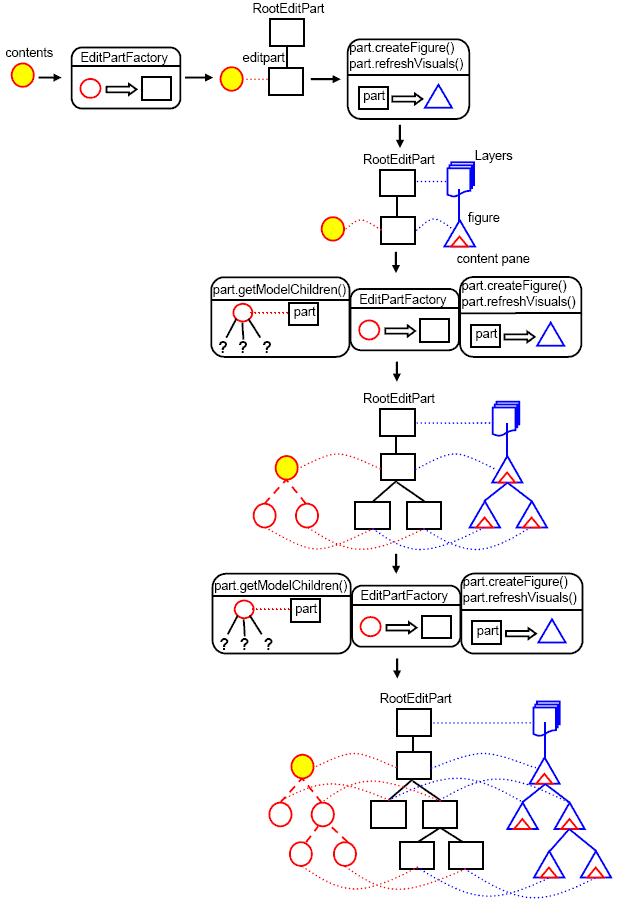 RootEditPart
contents
EditPartFactory
editpart
part.createFigure()
part.refreshVisuals()
part
RootEditPart
Layers
figure
content pane
part.getModelChildren()
part
? ? ?
EditPartFactory
part.createFigure()
part.refreshVisuals()
part
RootEditPart
part.getModelChildren()
part
? ? ?
EditPartFactory
part.createFigure()
part.refreshVisuals()
part
RootEditPart